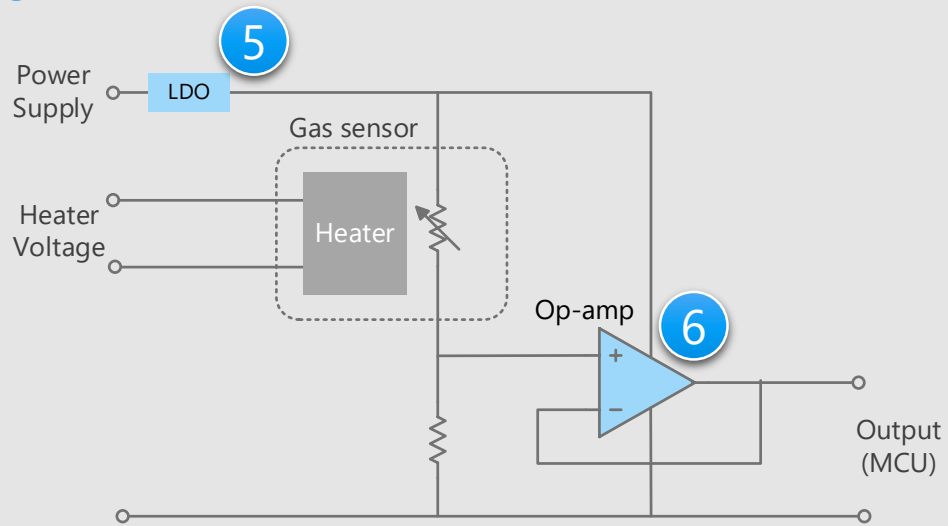 5
Power
Supply
LDO
Gas sensor
Heater
Voltage
Heater
Op-amp
6
+
−
Output
(MCU)